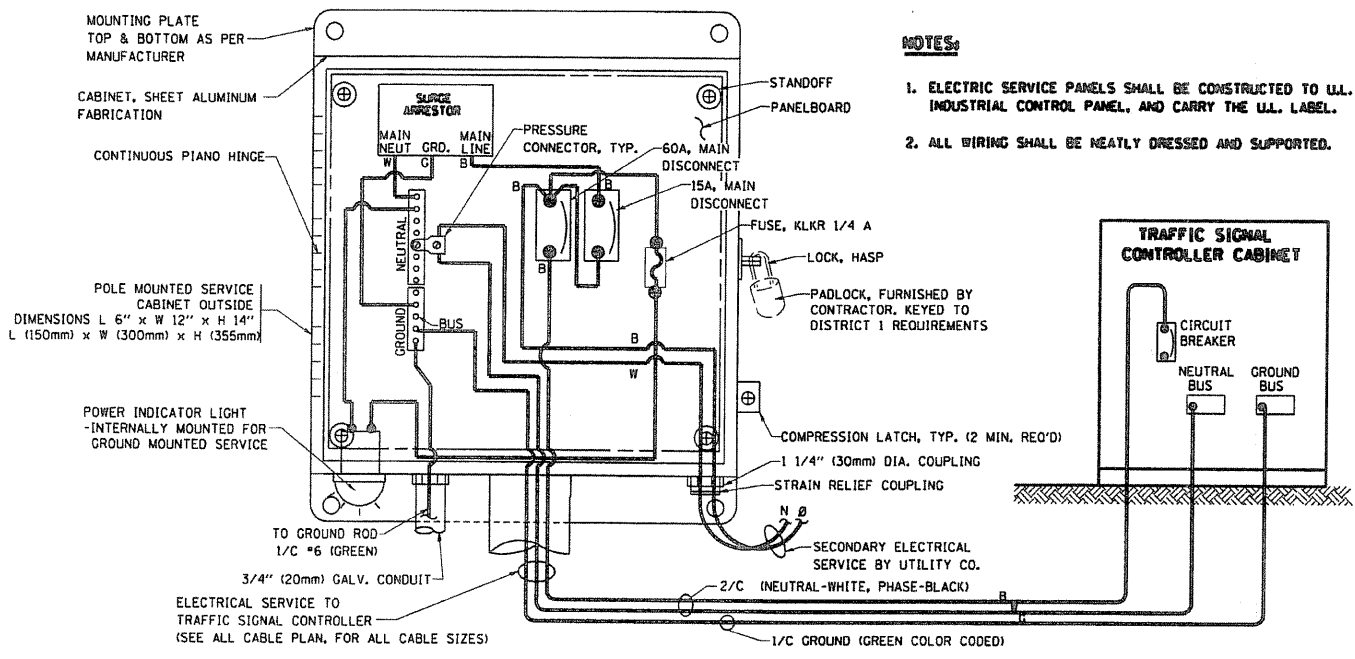 MOUNTING PLATE
TOP & BOTTOM AS PER
MANUFACTURER
CABINET, SHEET ALUMINUM
FABRICATION
CONTINUOUS PIANO HINGE
POLE MOUNTED SERVICE
CABINET OUTSIDE
DIMENSIONS L 6" x W 12" x H 14"
L (150mm) x W (300mm) x H (355mm)
POWER INDICATOR LIGHT
-INTERNALLY MOUNTED FOR
GROUND MOUNTED SERVICE
TO GROUND ROD
1/C #6 (GREEN)
3/4" (20mm) GALV. CONDUIT
ELECTRICAL SERVICE TO
TRAFFIC SIGNAL CONTROLLER
(SEE ALL CABLE PLAN, FOR ALL CABLE SIZES)
SURGE
ARRESTOR
MAIN
NEUT
GRD.
MAIN
LINE
W
G
B
PRESSURE
CONNECTOR, TYP.
NEUTRAL
GROUND
BUS
B
B
B
B
W
STANDOFF
PANELBOARD
60A, MAIN
DISCONNECT
15A, MAIN
DISCONNECT
FUSE, KLKR 1/4 A
LOCK, HASP
PADLOCK, FURNISHED BY
CONTRACTOR. KEYED TO
DISTRICT 1 REQUIREMENTS
COMPRESSION LATCH, TYP. (2 MIN. REQ'D)
1 1/4" (30mm) DIA. COUPLING
STRAIN RELIEF COUPLING
N Ø
SECONDARY ELECTRICAL
SERVICE BY UTILITY CO.
2/C (NEUTRAL-WHITE, PHASE-BLACK)
B
W
G
1/C GROUND (GREEN COLOR CODED)
NOTES:
1. ELECTRIC SERVICE PANELS SHALL BE CONSTRUCTED TO U.L.
INDUSTRIAL CONTROL PANEL, AND CARRY THE U.L. LABEL.
2. ALL WIRING SHALL BE NEATLY DRESSED AND SUPPORTED.
TRAFFIC SIGNAL
CONTROLLER CABINET
CIRCUIT
BREAKER
NEUTRAL
BUS
GROUND
BUS